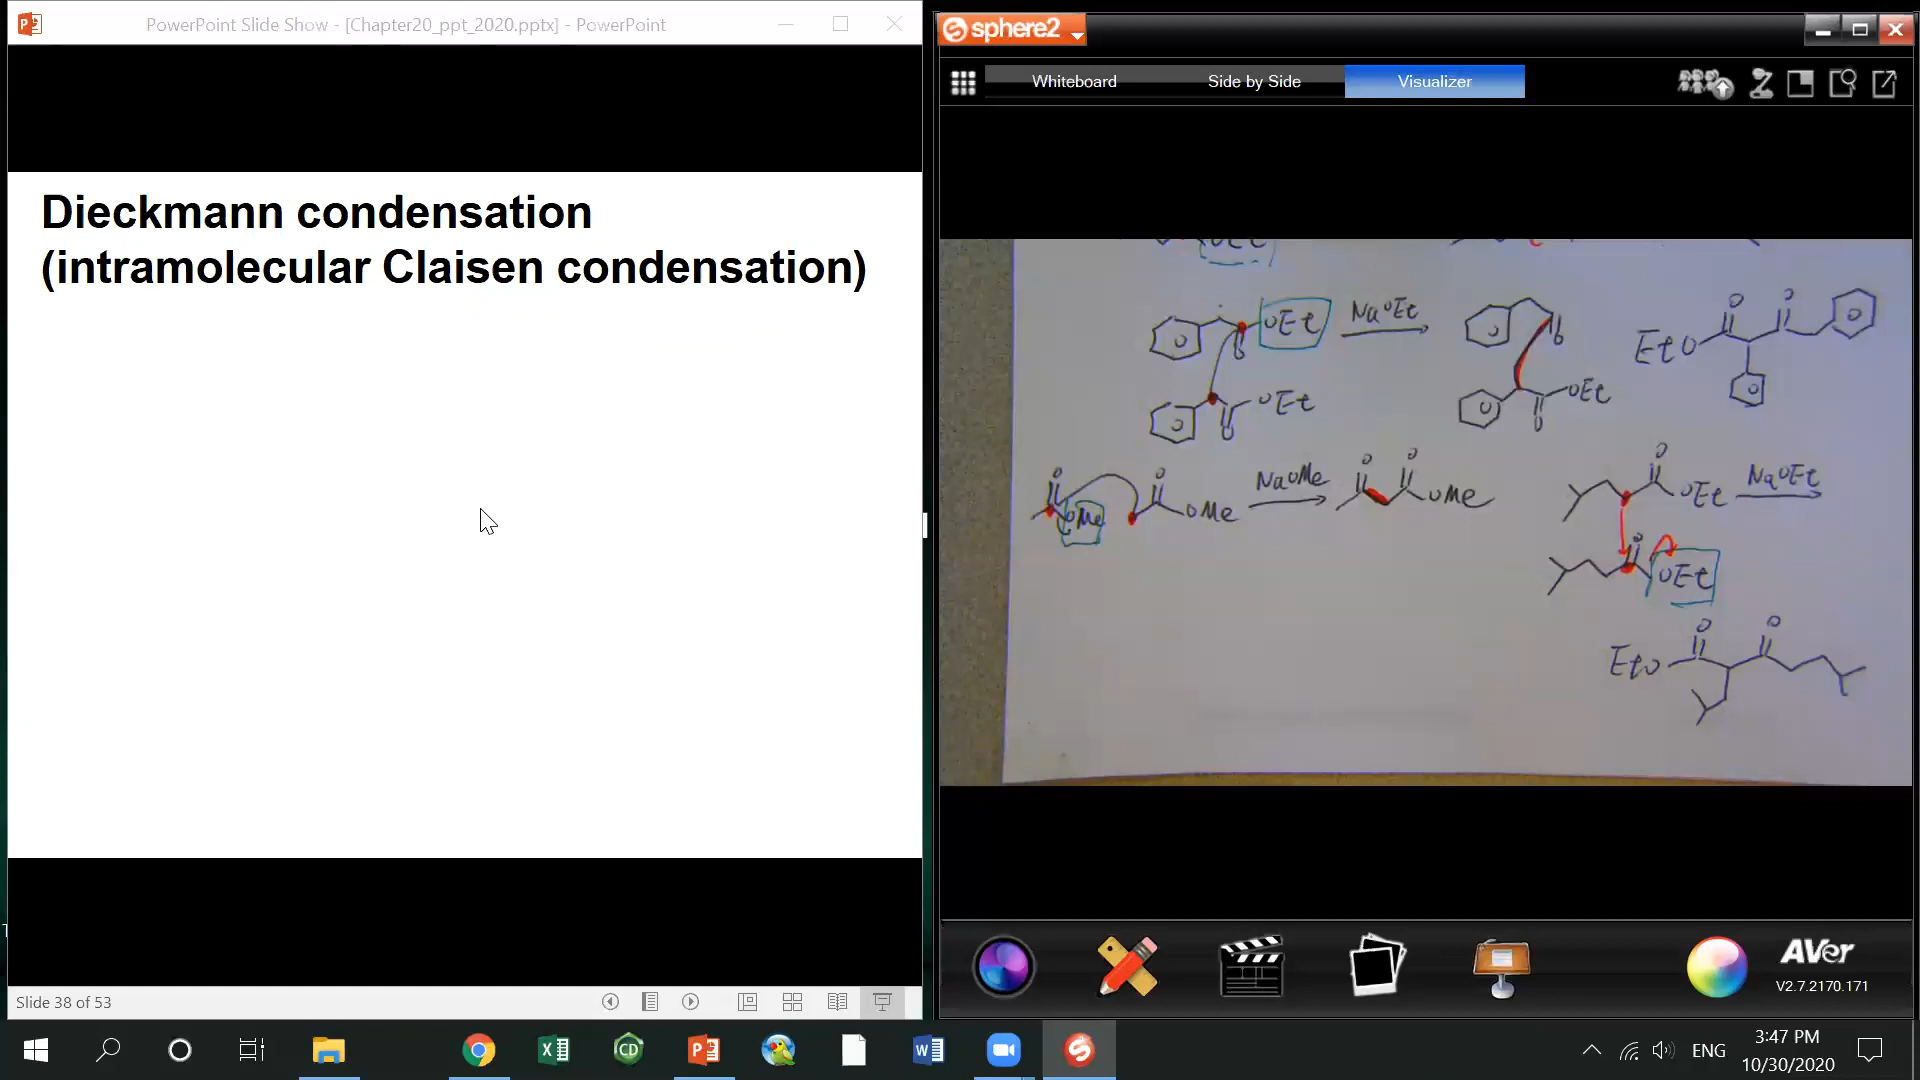 PowerPoint Slide Show - [Chapter20_ppt_2020.pptx] - PowerPoint
Dieckmann condensation
(intramolecular Claisen condensation)
Slide 38 of 53
sphere2
Whiteboard Side by Side Visualizer
OEt
O OEt NaOEt O O O O
O EtO
O OEt O OEt O
O O
O O O O O
OMe OMe NaOMe OMe OEt NaOEt
O
OEt
O O
EtO
AVer
V2.7.2170.171
ENG
3:47 PM
10/30/2020